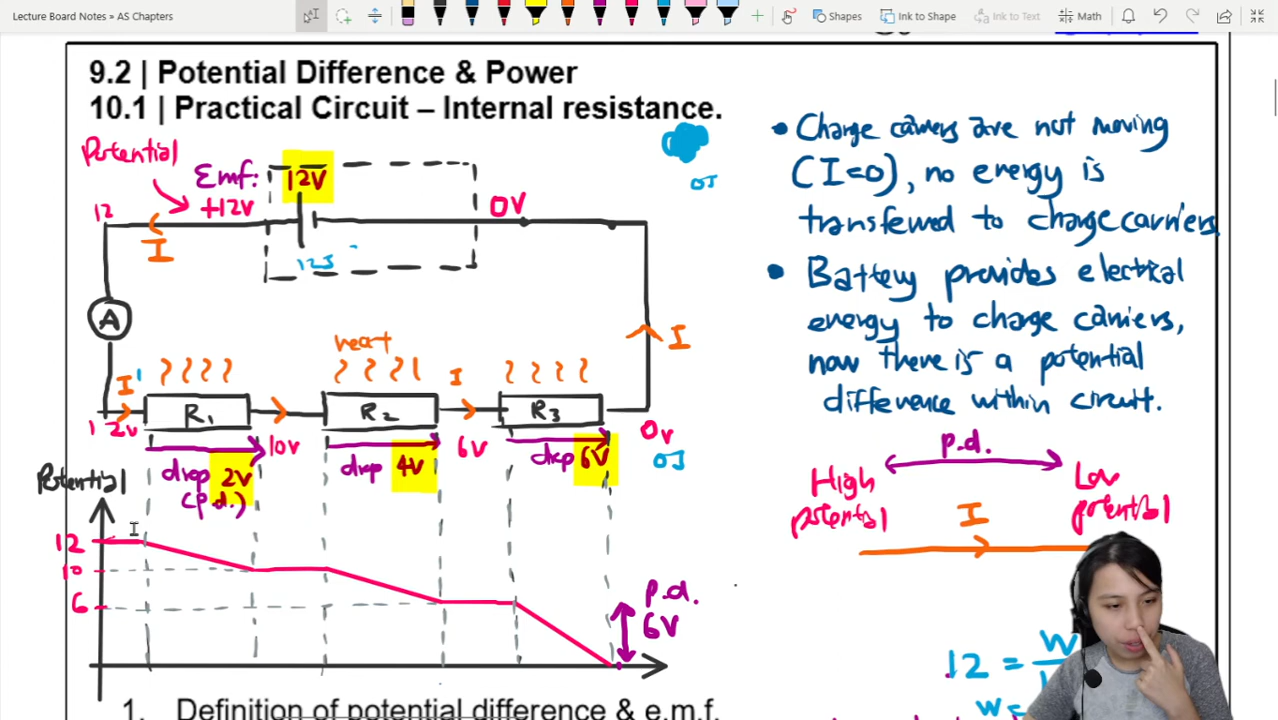 Lecture Board Notes » AS Chapters
Shapes
Ink to Shape
Ink to Text
Math
9.2 | Potential Difference & Power
10.1 | Practical Circuit – Internal resistance.
Potential
Emf:
12V
+12V
12
I
0V
0J
12J
A
heat
I
I
I
R1
R2
R3
12V
10V
6V
0V
0J
drop 2V
(p.d.)
drop 4V
drop 6V
Potential
12
10
6
p.d.
6V
• Charge carriers are not moving
(I=0), no energy is
transferred to charge carriers
• Battery provides electrical
energy to charge carriers,
now there is a potential
difference within circuit.
p.d.
High
potential
Low
potential
I
12 = W
W =
1. Definition of potential difference & e.m.f.